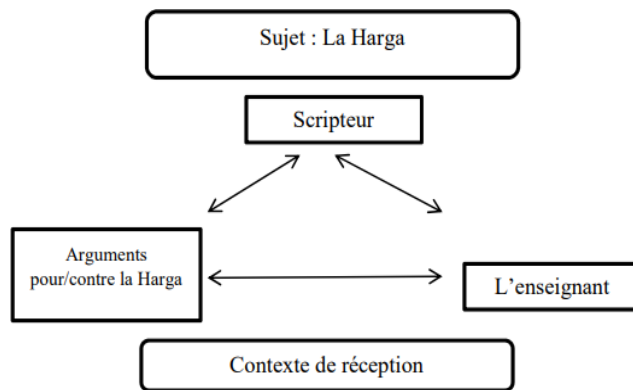 Sujet : La Harga
Scripteur
Arguments
pour/contre la Harga
L’enseignant
Contexte de réception